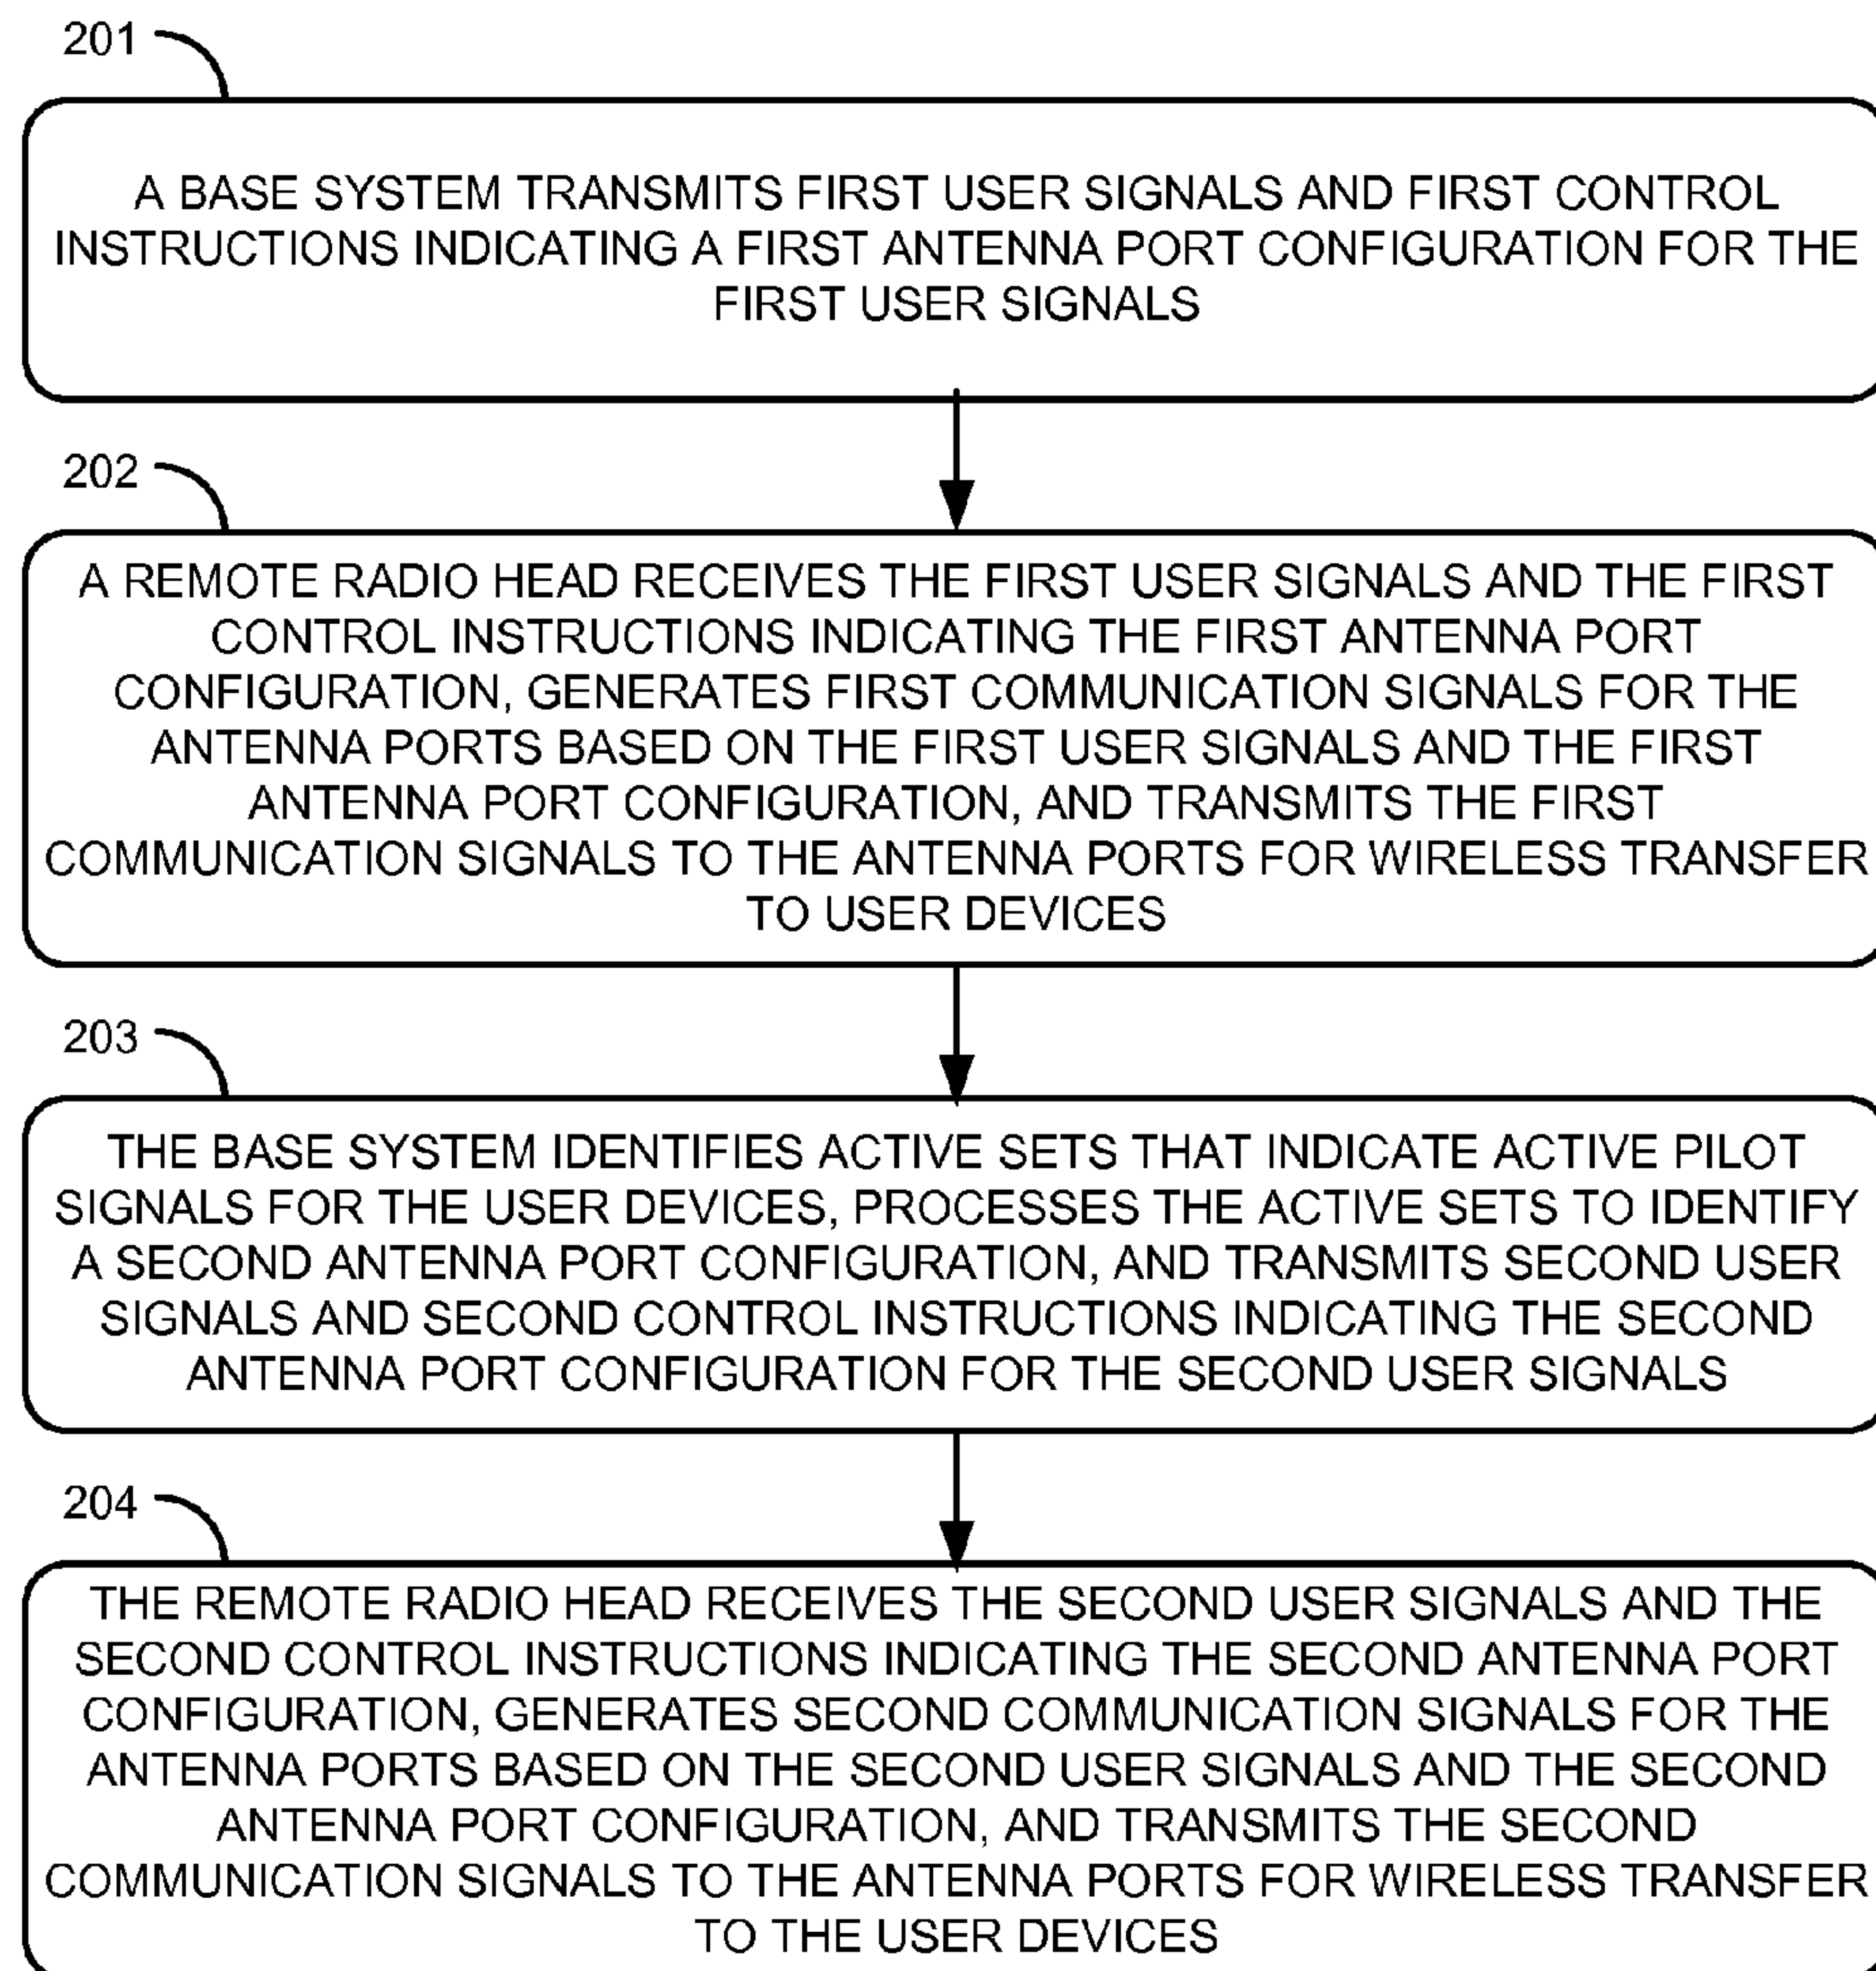 201
A BASE SYSTEM TRANSMITS FIRST USER SIGNALS AND FIRST CONTROL
INSTRUCTIONS INDICATING A FIRST ANTENNA PORT CONFIGURATION FOR THE
FIRST USER SIGNALS
202
A REMOTE RADIO HEAD RECEIVES THE FIRST USER SIGNALS AND THE FIRST
CONTROL INSTRUCTIONS INDICATING THE FIRST ANTENNA PORT
CONFIGURATION, GENERATES FIRST COMMUNICATION SIGNALS FOR THE
ANTENNA PORTS BASED ON THE FIRST USER SIGNALS AND THE FIRST
ANTENNA PORT CONFIGURATION, AND TRANSMITS THE FIRST
COMMUNICATION SIGNALS TO THE ANTENNA PORTS FOR WIRELESS TRANSFER
TO USER DEVICES
203
THE BASE SYSTEM IDENTIFIES ACTIVE SETS THAT INDICATE ACTIVE PILOT
SIGNALS FOR THE USER DEVICES, PROCESSES THE ACTIVE SETS TO IDENTIFY
A SECOND ANTENNA PORT CONFIGURATION, AND TRANSMITS SECOND USER
SIGNALS AND SECOND CONTROL INSTRUCTIONS INDICATING THE SECOND
ANTENNA PORT CONFIGURATION FOR THE SECOND USER SIGNALS
204
THE REMOTE RADIO HEAD RECEIVES THE SECOND USER SIGNALS AND THE
SECOND CONTROL INSTRUCTIONS INDICATING THE SECOND ANTENNA PORT
CONFIGURATION, GENERATES SECOND COMMUNICATION SIGNALS FOR THE
ANTENNA PORTS BASED ON THE SECOND USER SIGNALS AND THE SECOND
ANTENNA PORT CONFIGURATION, AND TRANSMITS THE SECOND
COMMUNICATION SIGNALS TO THE ANTENNA PORTS FOR WIRELESS TRANSFER
TO THE USER DEVICES